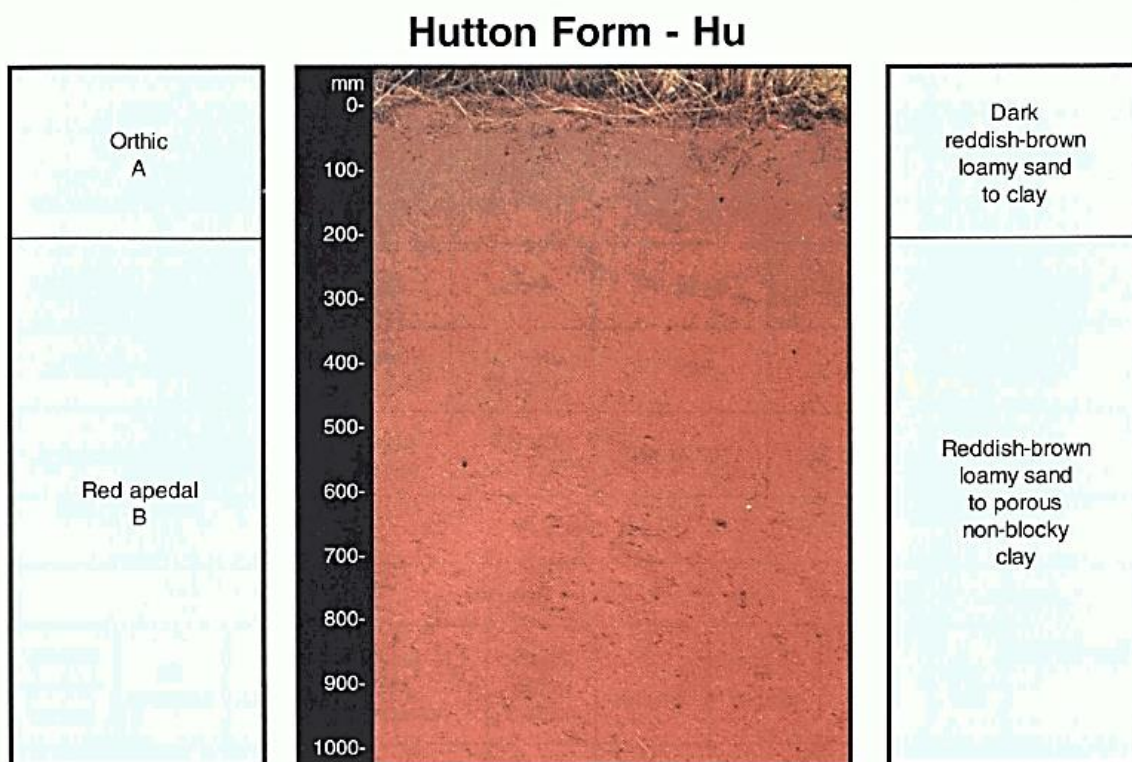 Hutton Form - Hu
Orthic
A
Red apedal
B
mm
0-
100-
200-
300-
400-
500-
600-
700-
800-
900-
1000-
Dark
reddish-brown
loamy sand
to clay
Reddish-brown
loamy sand
to porous
non-blocky
clay